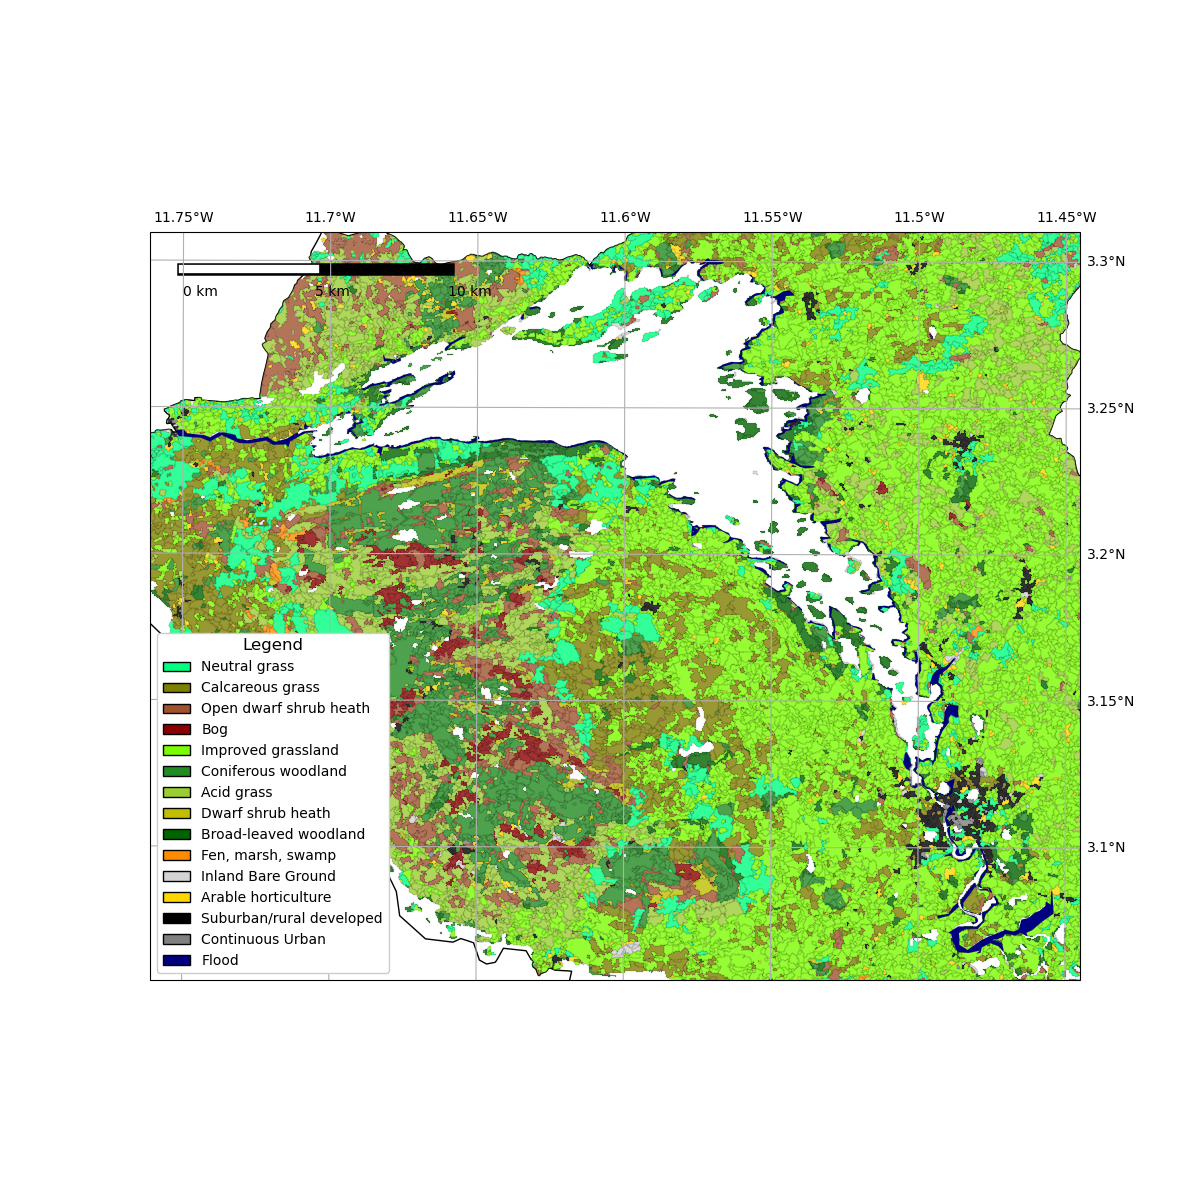 11.75°W 11.7°W 11.65°W 11.6°W 11.55°W 11.5°W 11.45°W
3.3°N
0 km 5 km 10 km
3.25°N
3.2°N
3.15°N
3.1°N
Legend
Neutral grass
Calcareous grass
Open dwarf shrub heath
Bog
Improved grassland
Coniferous woodland
Acid grass
Dwarf shrub heath
Broad-leaved woodland
Fen, marsh, swamp
Inland Bare Ground
Arable horticulture
Suburban/rural developed
Continuous Urban
Flood